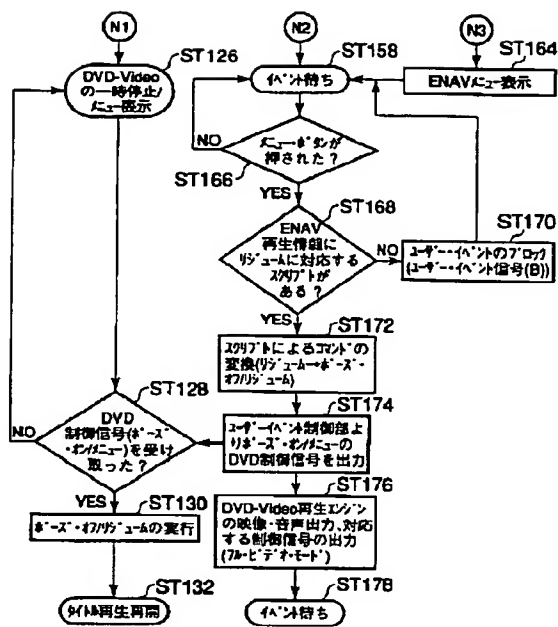 N1
N2
N3
ST126
ST158
ST164
DVD-Video
の一時停止/
メニュー表示
イベント待ち
ENAVメニュー表示
NO
メニュー・ボタンが
押された?
ST166
YES
ST168
ST170
ENAV
再生情報に
リジュームに対応する
スクリプトが
ある?
NO
ユーザー・イベントのブロック
(ユーザー・イベント信号(B))
YES
ST172
スクリプトによるコマンドの
変換(リジューム→ポーズ・
オフ/リジューム)
ST128
ST174
NO
DVD
制御信号(ポーズ
・オン/メニュー)を受け
取った?
ユーザー・イベント制御部よ
りポーズ・オン/メニューの
DVD制御信号を出力
YES
ST130
ST176
ポーズ・オフ/リジュームの実行
DVD-Video再生エンジン
の映像・音声出力、対応
する制御信号の出力
(フル・ビデオ・モード)
ST132
ST178
タイトル再生再開
イベント待ち